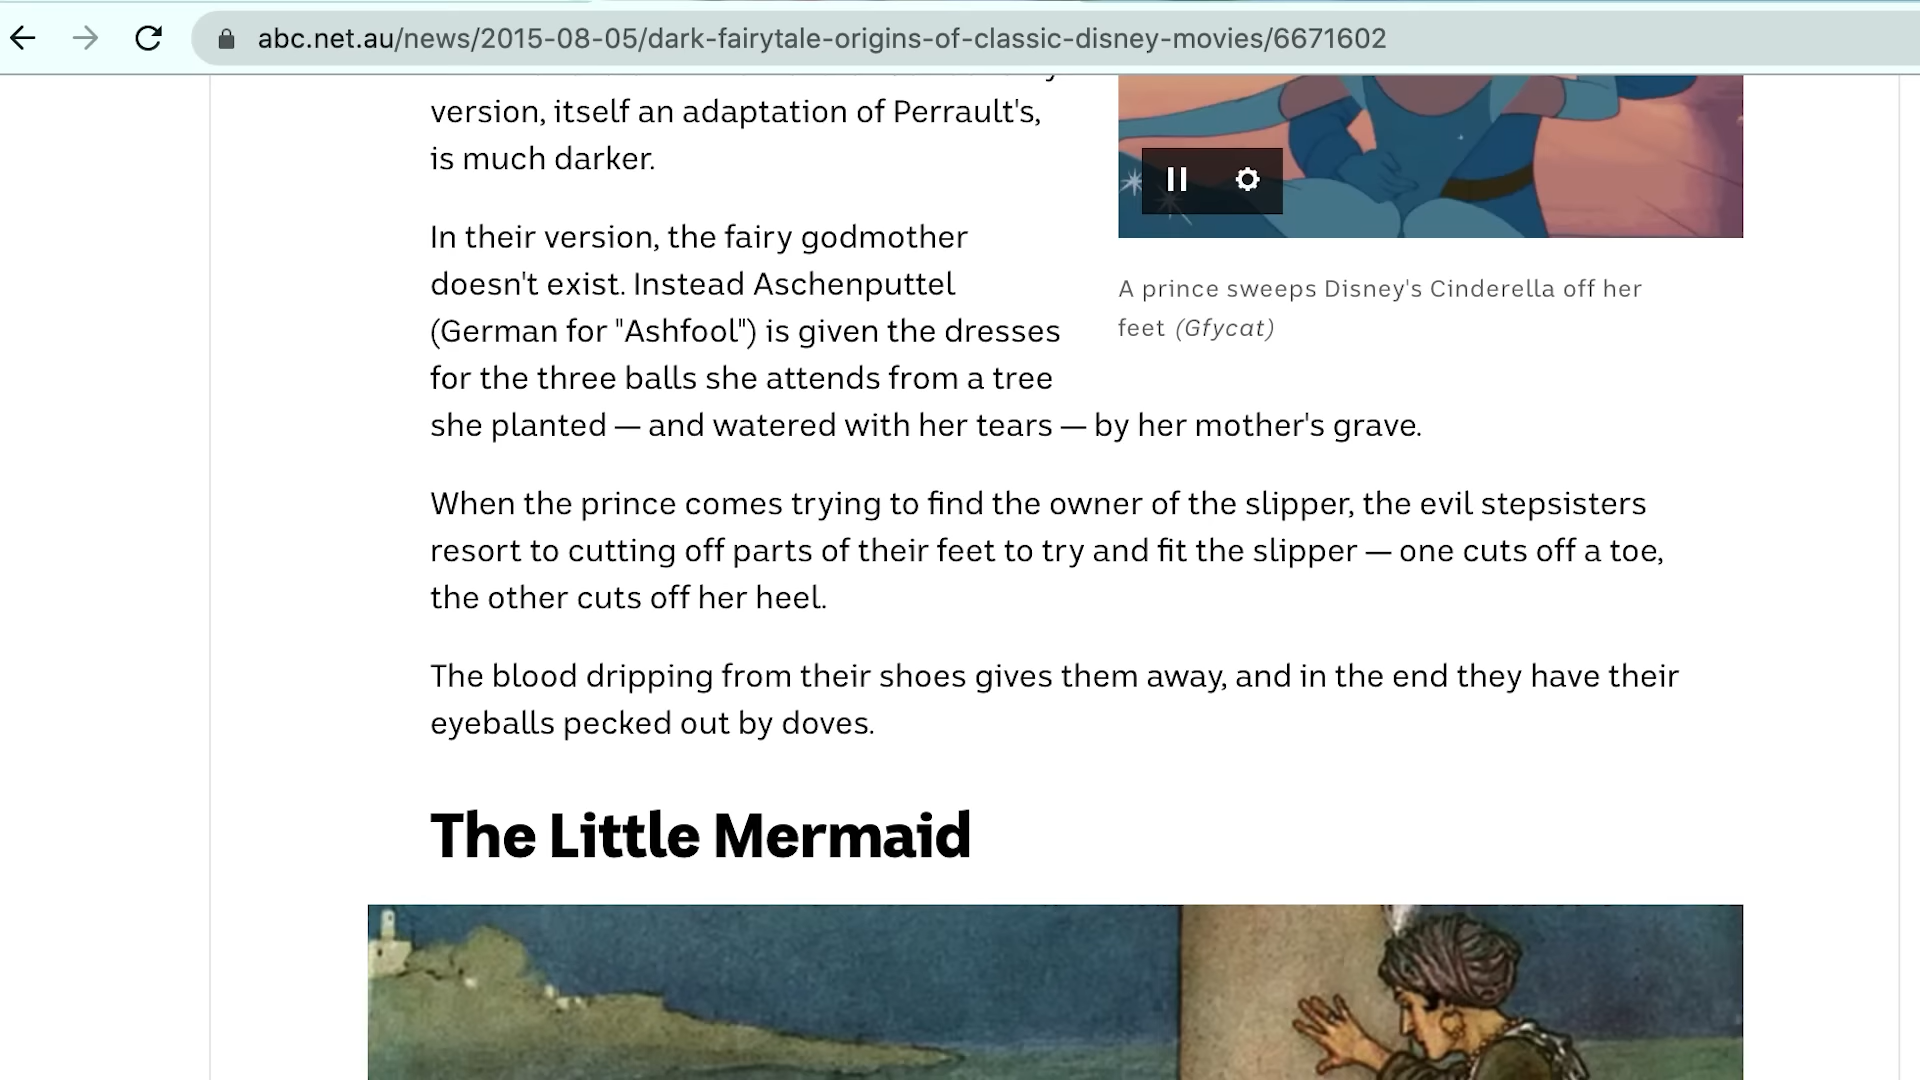 abc.net.au/news/2015-08-05/dark-fairytale-origins-of-classic-disney-movies/6671602
version, itself an adaptation of Perrault's,
is much darker.
In their version, the fairy godmother
doesn't exist. Instead Aschenputtel
(German for "Ashfool") is given the dresses
for the three balls she attends from a tree
she planted — and watered with her tears — by her mother's grave.
A prince sweeps Disney's Cinderella off her
feet (Gfycat)
When the prince comes trying to find the owner of the slipper, the evil stepsisters
resort to cutting off parts of their feet to try and fit the slipper — one cuts off a toe,
the other cuts off her heel.
The blood dripping from their shoes gives them away, and in the end they have their
eyeballs pecked out by doves.
The Little Mermaid